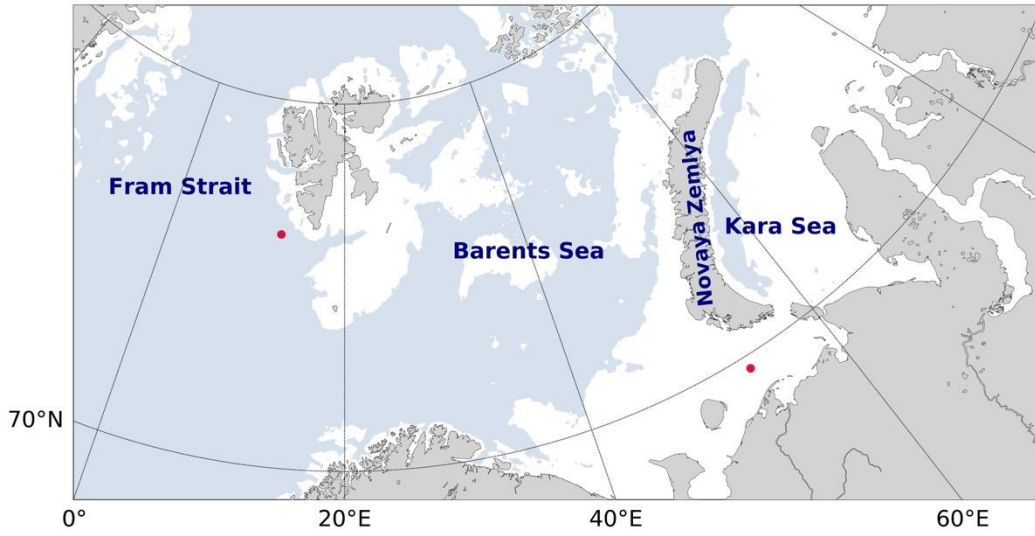 Fram Strait
Barents Sea
Novaya Zemlya
Kara Sea
70°N
0°
20°E
40°E
60°E